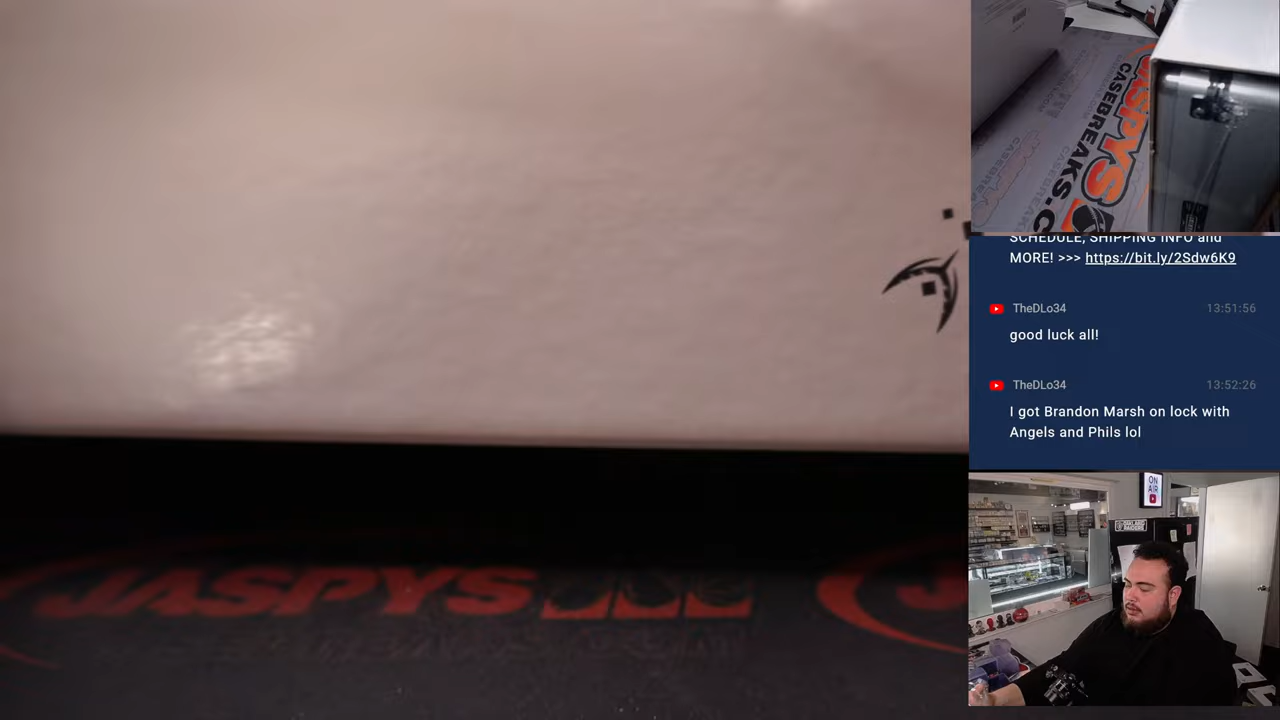 JASPYS
JASPYS
CASEBREAKS.C
SCHEDULE, SHIPPING INFO and
MORE! >>> https://bit.ly/2Sdw6K9
TheDLo34 13:51:56
good luck all!
TheDLo34 13:52:26
I got Brandon Marsh on lock with
Angels and Phils lol
ON
AIR